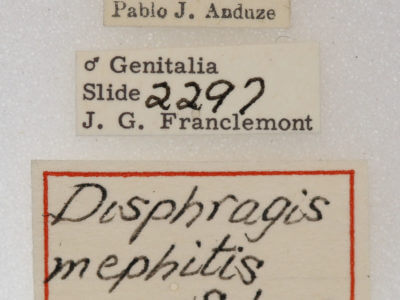 Pablo J. Anduze
♂ Genitalia
Slide 2297
J. G. Franclemont
Disphragis
mephitis